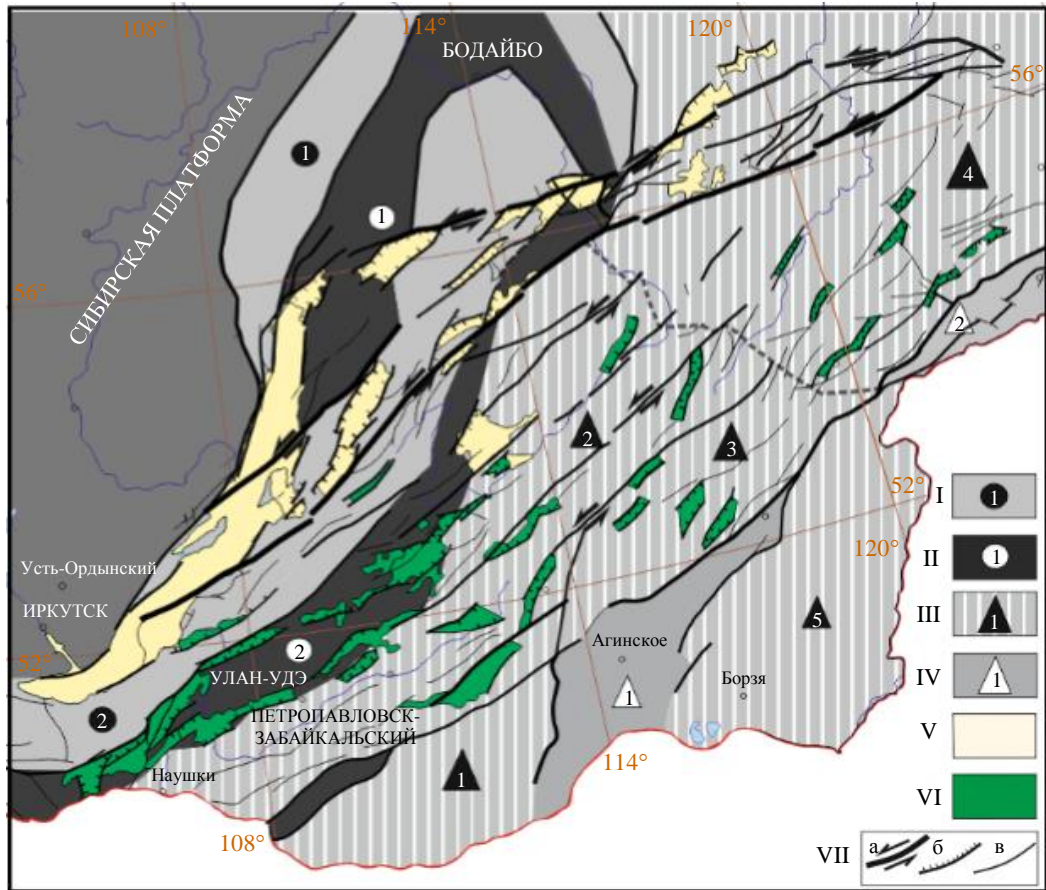 108°
114°
120°
БОДАЙБО
56°
СИБИРСКАЯ ПЛАТФОРМА
1
4
1
56°
2
2
3
52°
I 1
120°
II 1
Усть-Ордынский
ИРКУТСК
III 1
5
Агинское
2
52°
УЛАН-УДЭ
IV 1
1
Борзя
2
ПЕТРОПАВЛОВСК-
ЗАБАЙКАЛЬСКИЙ
V
114°
Наушки
1
VI
108°
VII а б в